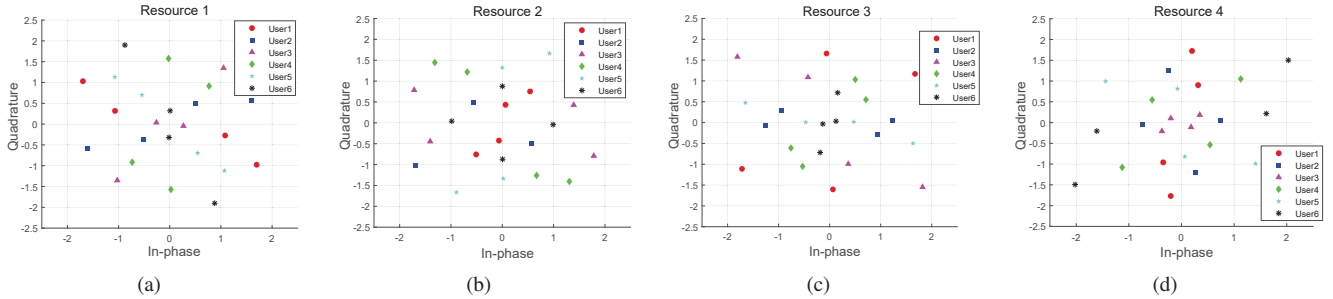 Resource 1
2.5
2
1.5
1
0.5
0
-0.5
-1
-1.5
-2
-2.5
Quadrature
User1
User2
User3
User4
User5
User6
-2 -1 0 1 2
In-phase
(a)
Resource 2
2.5
2
1.5
1
0.5
0
-0.5
-1
-1.5
-2
-2.5
Quadrature
User1
User2
User3
User4
User5
User6
-2 -1 0 1 2
In-phase
(b)
Resource 3
2.5
2
1.5
1
0.5
0
-0.5
-1
-1.5
-2
-2.5
Quadrature
User1
User2
User3
User4
User5
User6
-2 -1 0 1 2
In-phase
(c)
Resource 4
2.5
2
1.5
1
0.5
0
-0.5
-1
-1.5
-2
-2.5
Quadrature
User1
User2
User3
User4
User5
User6
-2 -1 0 1 2
In-phase
(d)